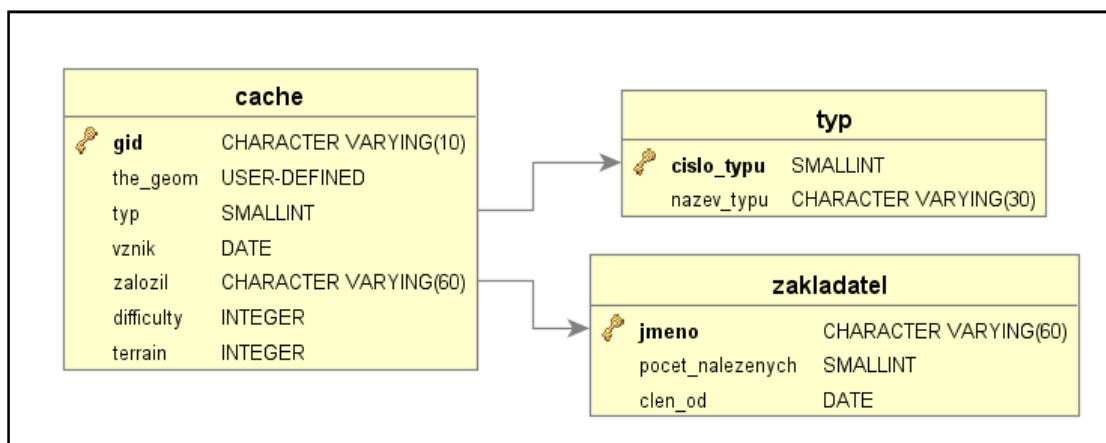 cache
gid CHARACTER VARYING(10)
the_geom USER-DEFINED
typ SMALLINT
vznik DATE
zalozil CHARACTER VARYING(60)
difficulty INTEGER
terrain INTEGER
typ
cislo_typu SMALLINT
nazev_typu CHARACTER VARYING(30)
zakladatel
jmeno CHARACTER VARYING(60)
pocet_nalezenych SMALLINT
clen_od DATE